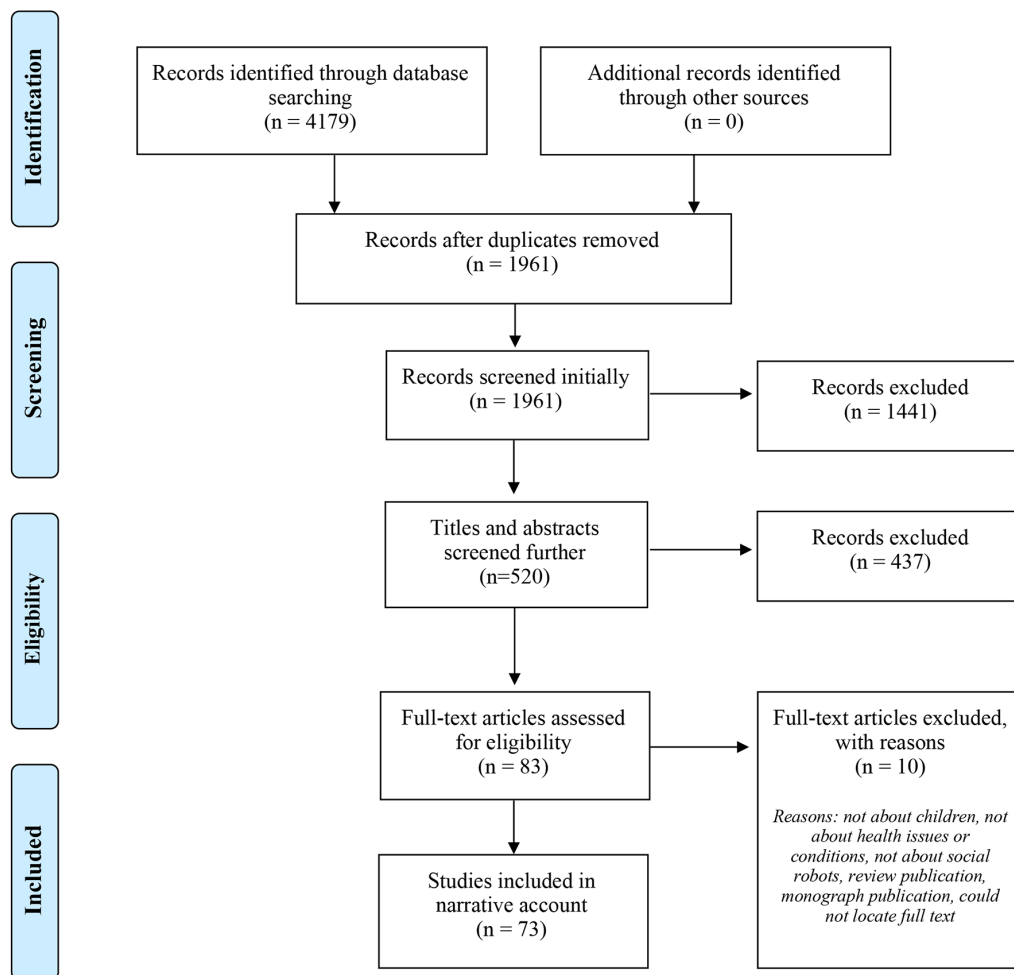 Identification
Records identified through database
searching
(n = 4179)
Additional records identified
through other sources
(n = 0)
Records after duplicates removed
(n = 1961)
Screening
Records screened initially
(n = 1961)
Records excluded
(n = 1441)
Eligibility
Titles and abstracts
screened further
(n=520)
Records excluded
(n = 437)
Full-text articles assessed
for eligibility
(n = 83)
Full-text articles excluded,
with reasons
(n = 10)
Reasons: not about children, not
about health issues or
conditions, not about social
robots, review publication,
monograph publication, could
not locate full text
Included
Studies included in
narrative account
(n = 73)